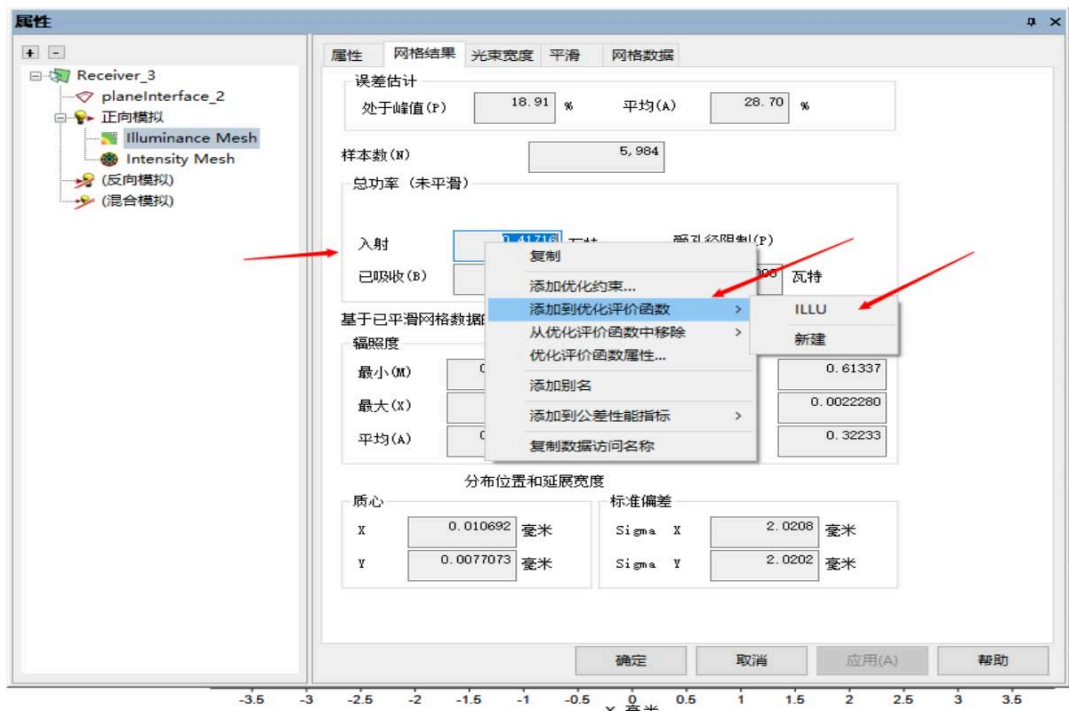 属性
+ -
Receiver_3
planeInterface_2
正向模拟
Illuminance Mesh
Intensity Mesh
(反向模拟)
(混合模拟)
属性 网格结果 光束宽度 平滑 网格数据
误差估计
处于峰值(P) 18.91 % 平均(A) 28.70 %
样本数(N) 5,984
总功率 (未平滑)
入射 0.41716
已吸收(B) 瓦特
复制
添加优化约束...
添加到优化评价函数 >
从优化评价函数中移除 >
优化评价函数属性...
添加别名
添加到公差性能指标 >
复制数据访问名称
ILLU
新建
基于已平滑网格数据
辐照度
最小(M) 0.61337
最大(X) 0.0022280
平均(A) 0.32233
分布位置和延展宽度
质心 标准偏差
X 0.010692 毫米 Sigma X 2.0208 毫米
Y 0.0077073 毫米 Sigma Y 2.0202 毫米
确定 取消 应用(A) 帮助
-3.5 -3 -2.5 -2 -1.5 -1 -0.5 0 0.5 1 1.5 2 2.5 3 3.5